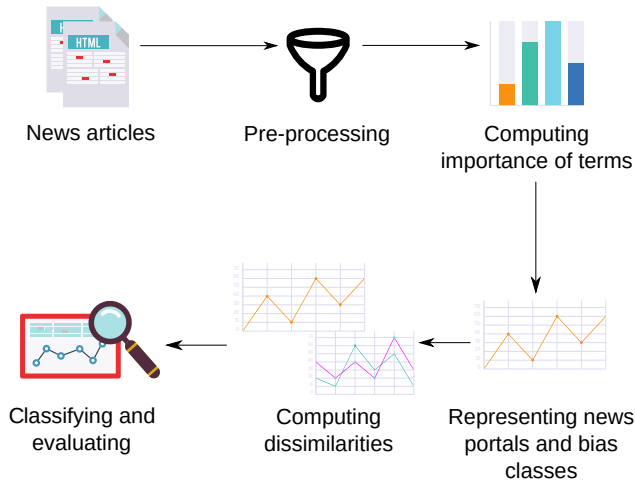 HTML
HTML
News articles
Pre-processing
Computing
importance of terms
Classifying and
evaluating
Computing
dissimilarities
Representing news
portals and bias
classes